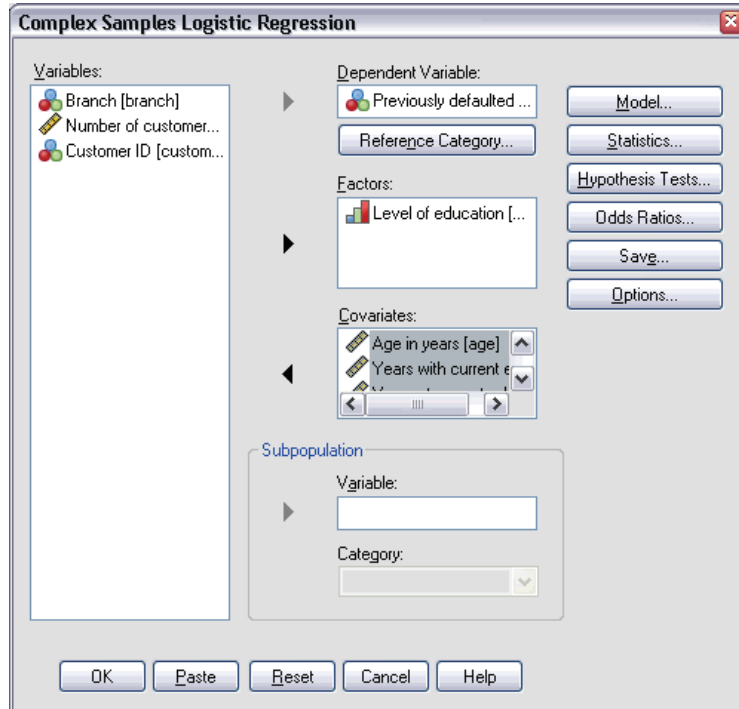 Complex Samples Logistic Regression
Variables:
Branch [branch]
Number of customer...
Customer ID [custom...
Dependent Variable:
Previously defaulted ...
Reference Category...
Factors:
Level of education [...
Covariates:
Age in years [age]
Years with current e
Subpopulation
Variable:
Category:
Model...
Statistics...
Hypothesis Tests...
Odds Ratios...
Save...
Options...
OK
Paste
Reset
Cancel
Help